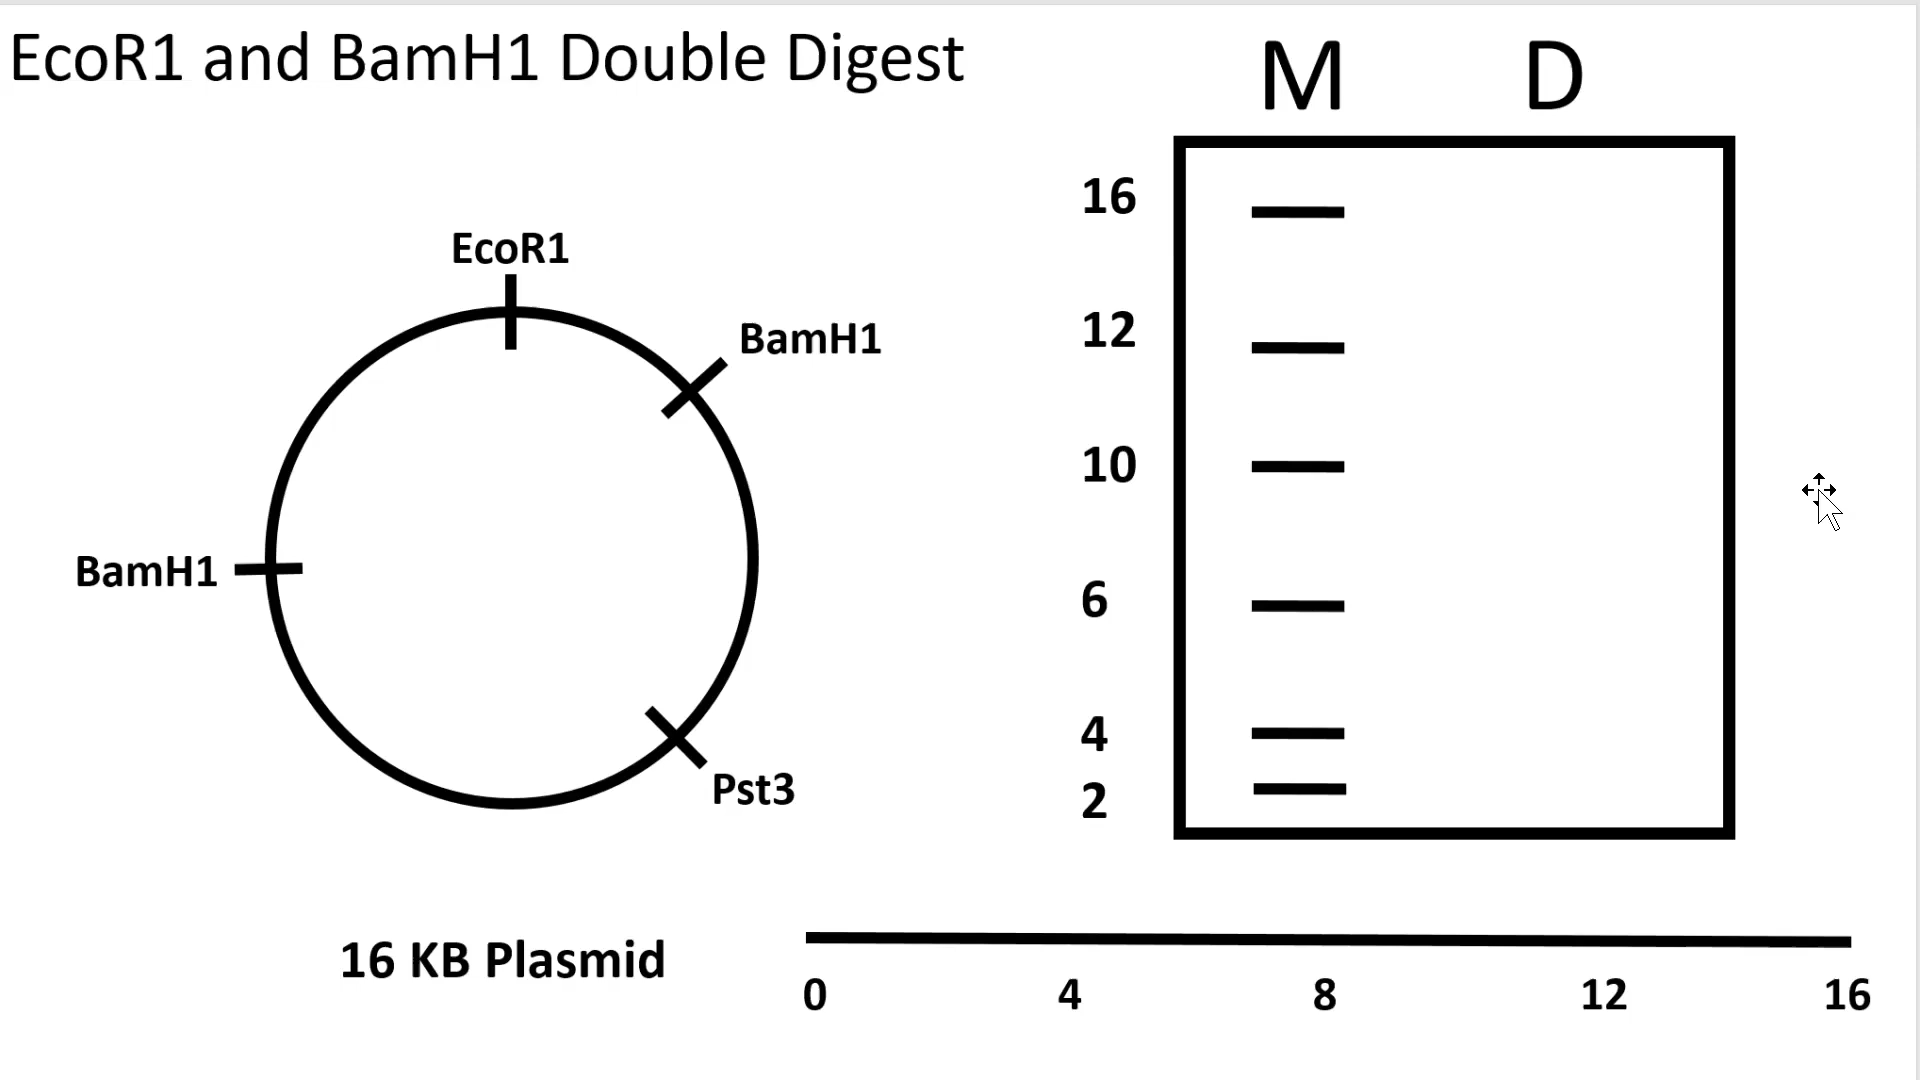 EcoR1 and BamH1 Double Digest
M D
EcoR1
BamH1
BamH1
Pst3
16 KB Plasmid
16
12
10
6
4
2
0 4 8 12 16